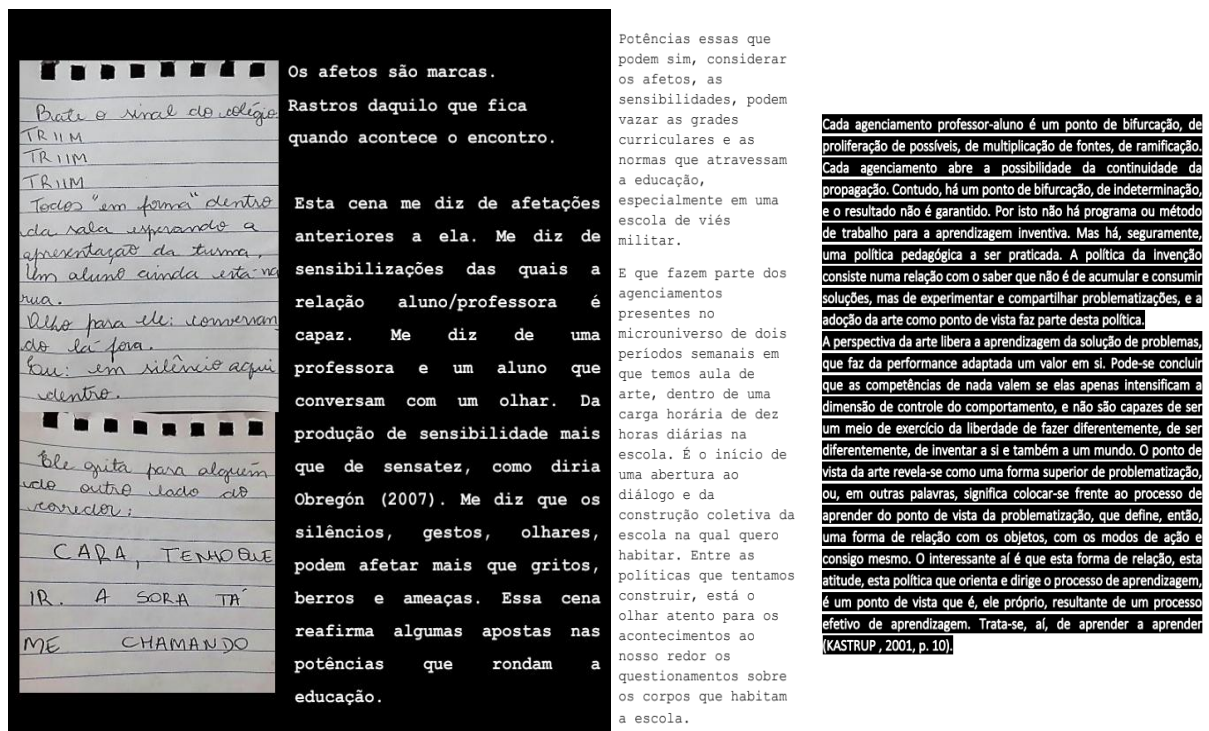 Bate o sinal do colégio
TRIIM
TRIIM
TRIIM
Todos "em forma" dentro
da sala esperando a
apresentação da turma.
Um aluno ainda está na
rua.
Olho para ele: conversan
do lá fora.
Eu: em silêncio aqui
dentro.
Ele grita para alguém
do outro lado do
corredor:
CARA, TENHO QUE
IR. A SORA TÁ
ME CHAMANDO
Os afetos são marcas.
Rastros daquilo que fica
quando acontece o encontro.
Esta cena me diz de afetações
anteriores a ela. Me diz de
sensibilizações das quais a
relação aluno/professora é
capaz. Me diz de uma
professora e um aluno que
conversam com um olhar. Da
produção de sensibilidade mais
que de sensatez, como diria
Obregón (2007). Me diz que os
silêncios, gestos, olhares,
podem afetar mais que gritos,
berros e ameaças. Essa cena
reafirma algumas apostas nas
potências que rondam a
educação.
Potências essas que
podem sim, considerar
os afetos, as
sensibilidades, podem
vazar as grades
curriculares e as
normas que atravessam
a educação,
especialmente em uma
escola de viés
militar.
E que fazem parte dos
agenciamentos
presentes no
microuniverso de dois
períodos semanais em
que temos aula de
arte, dentro de uma
carga horária de dez
horas diárias na
escola. É o início de
uma abertura ao
diálogo e da
construção coletiva da
escola na qual quero
habitar. Entre as
políticas que tentamos
construir, está o
olhar atento para os
acontecimentos ao
nosso redor os
questionamentos sobre
os corpos que habitam
a escola.
Cada agenciamento professor-aluno é um ponto de bifurcação, de
proliferação de possíveis, de multiplicação de fontes, de ramificação.
Cada agenciamento abre a possibilidade da continuidade da
propagação. Contudo, há um ponto de bifurcação, de indeterminação,
e o resultado não é garantido. Por isto não há programa ou método
de trabalho para a aprendizagem inventiva. Mas há, seguramente,
uma política pedagógica a ser praticada. A política da invenção
consiste numa relação com o saber que não é de acumular e consumir
soluções, mas de experimentar e compartilhar problematizações, e a
adoção da arte como ponto de vista faz parte desta política.
A perspectiva da arte libera a aprendizagem da solução de problemas,
que faz da performance adaptada um valor em si. Pode-se concluir
que as competências de nada valem se elas apenas intensificam a
dimensão de controle do comportamento, e não são capazes de ser
um meio de exercício da liberdade de fazer diferentemente, de ser
diferentemente, de inventar a si e também a um mundo. O ponto de
vista da arte revela-se como uma forma superior de problematização,
ou, em outras palavras, significa colocar-se frente ao processo de
aprender do ponto de vista da problematização, que define, então,
uma forma de relação com os objetos, com os modos de ação e
consigo mesmo. O interessante aí é que esta forma de relação, esta
atitude, esta política que orienta e dirige o processo de aprendizagem,
é um ponto de vista que é, ele próprio, resultante de um processo
efetivo de aprendizagem. Trata-se, aí, de aprender a aprender
(KASTRUP , 2001, p. 10).